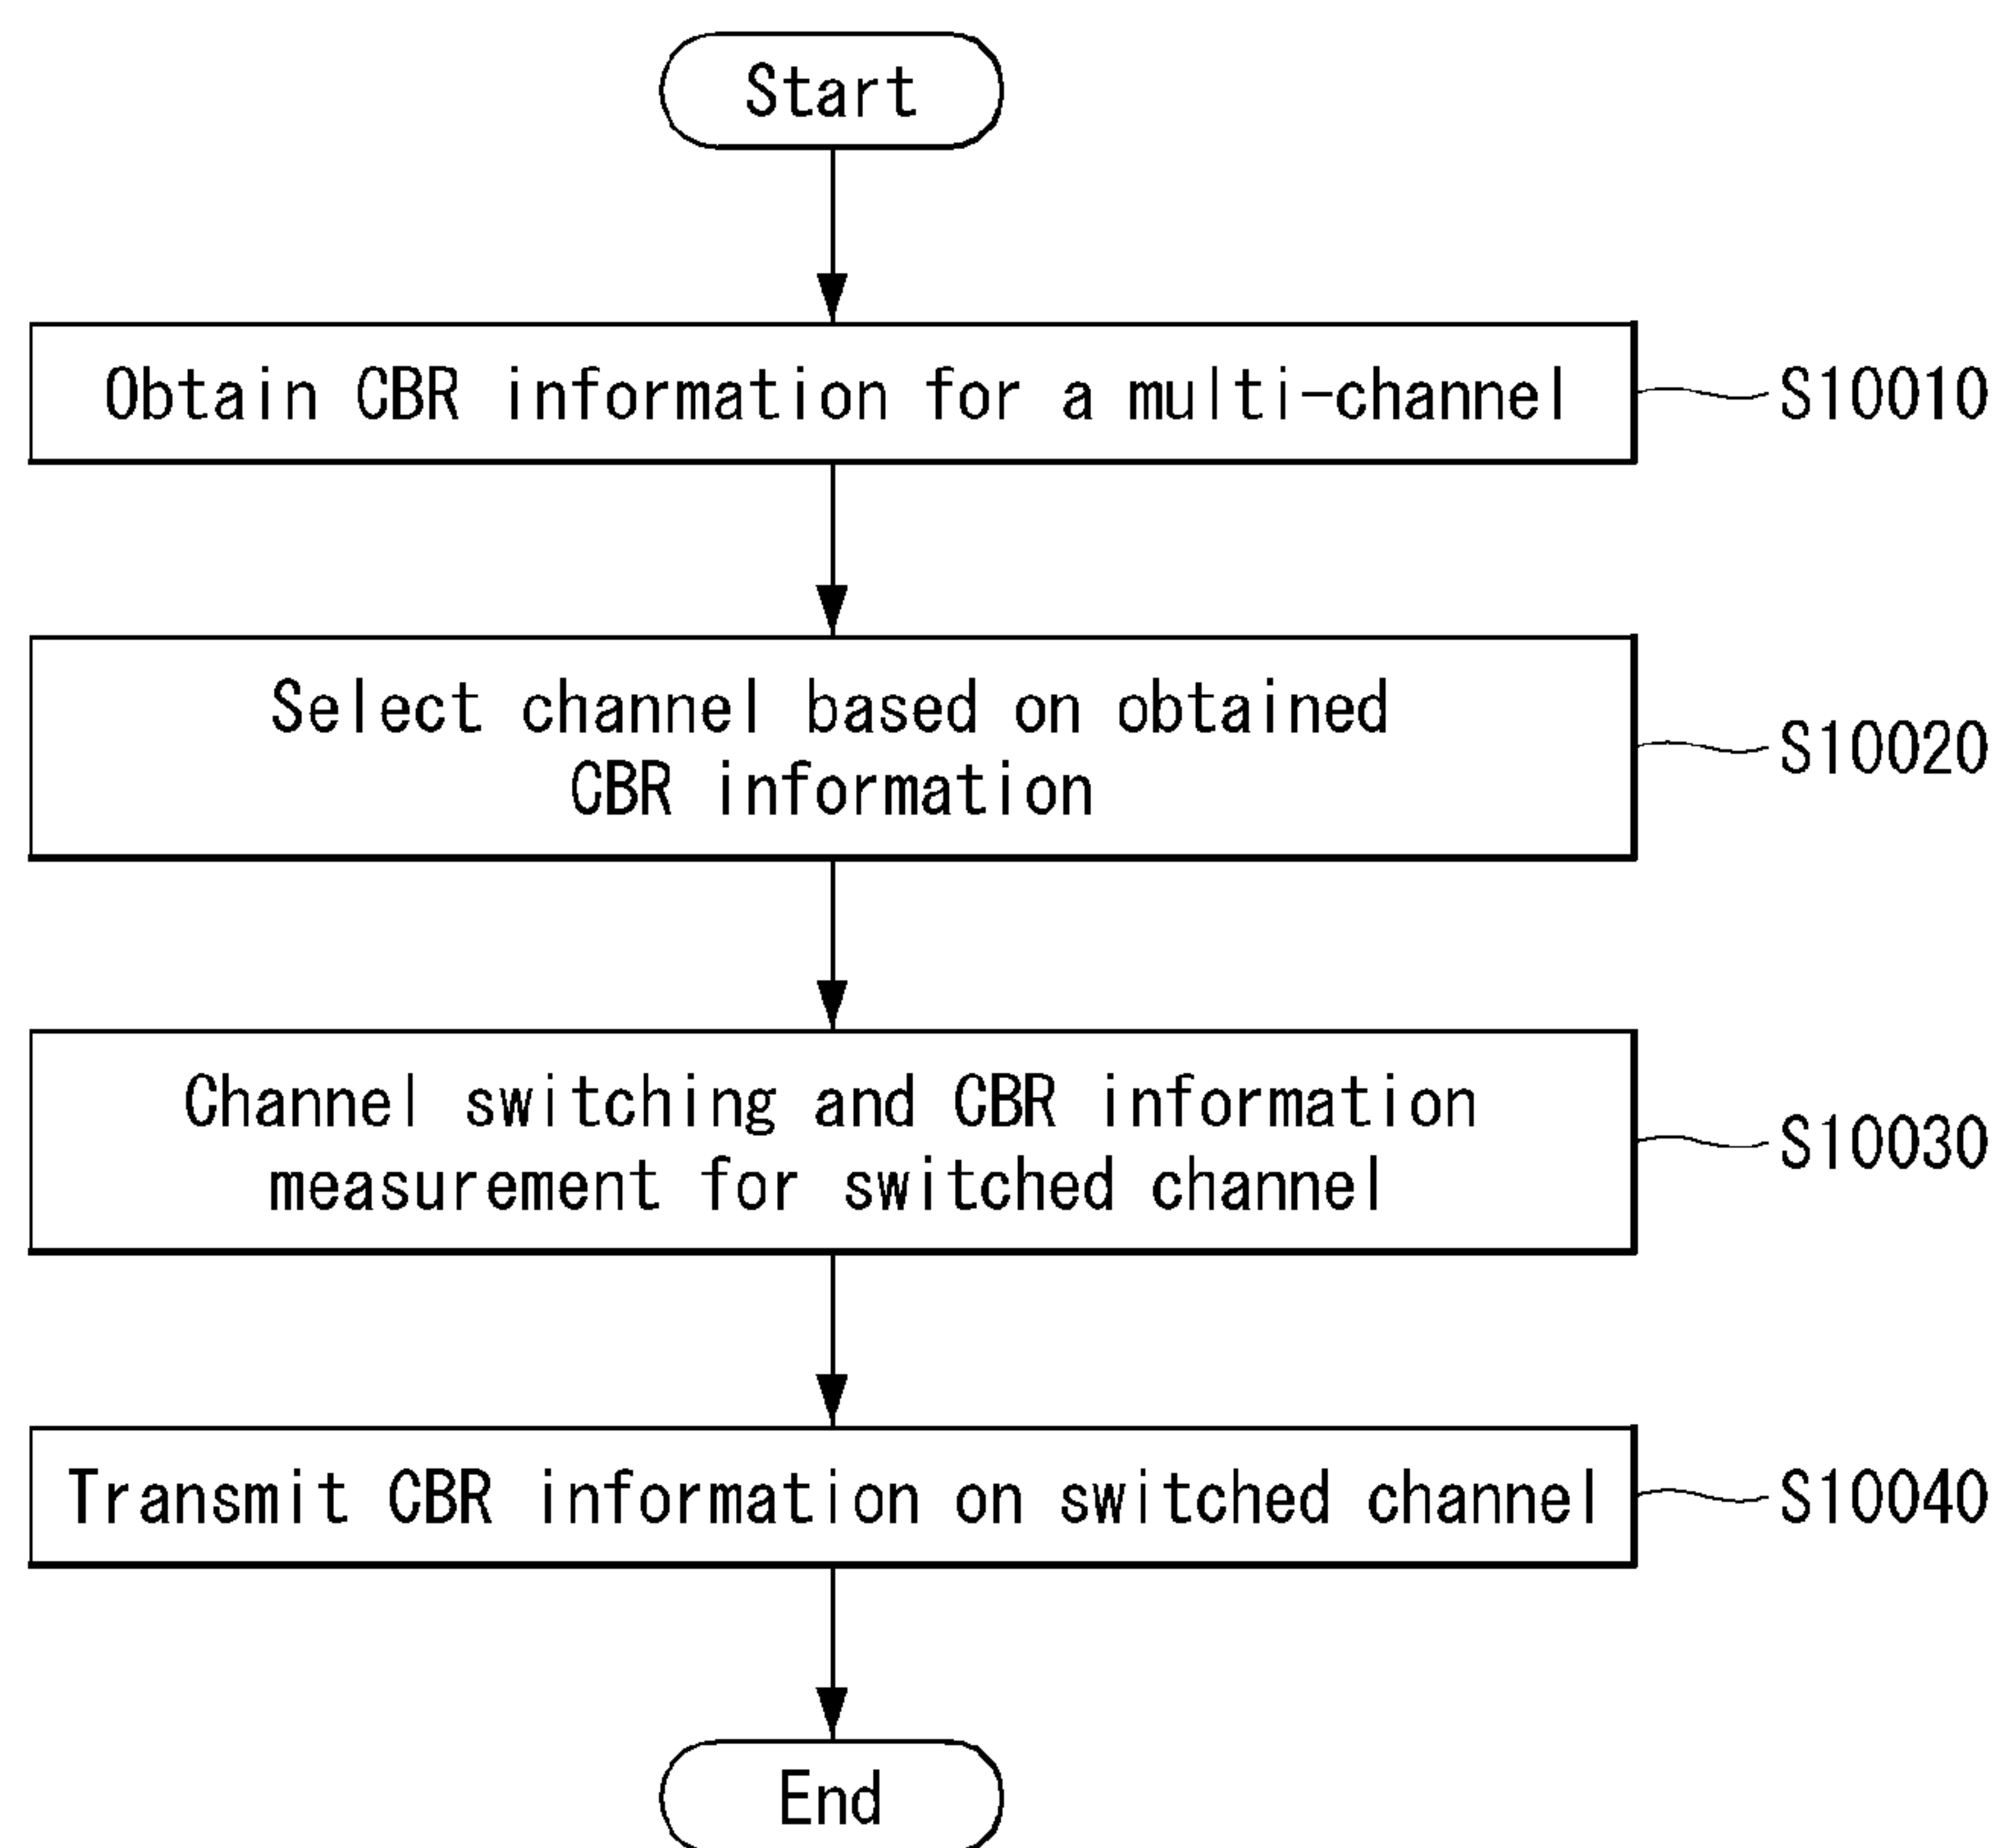 Start
Obtain CBR information for a multi-channel
S10010
Select channel based on obtained
CBR information
S10020
Channel switching and CBR information
measurement for switched channel
S10030
Transmit CBR information on switched channel
S10040
End